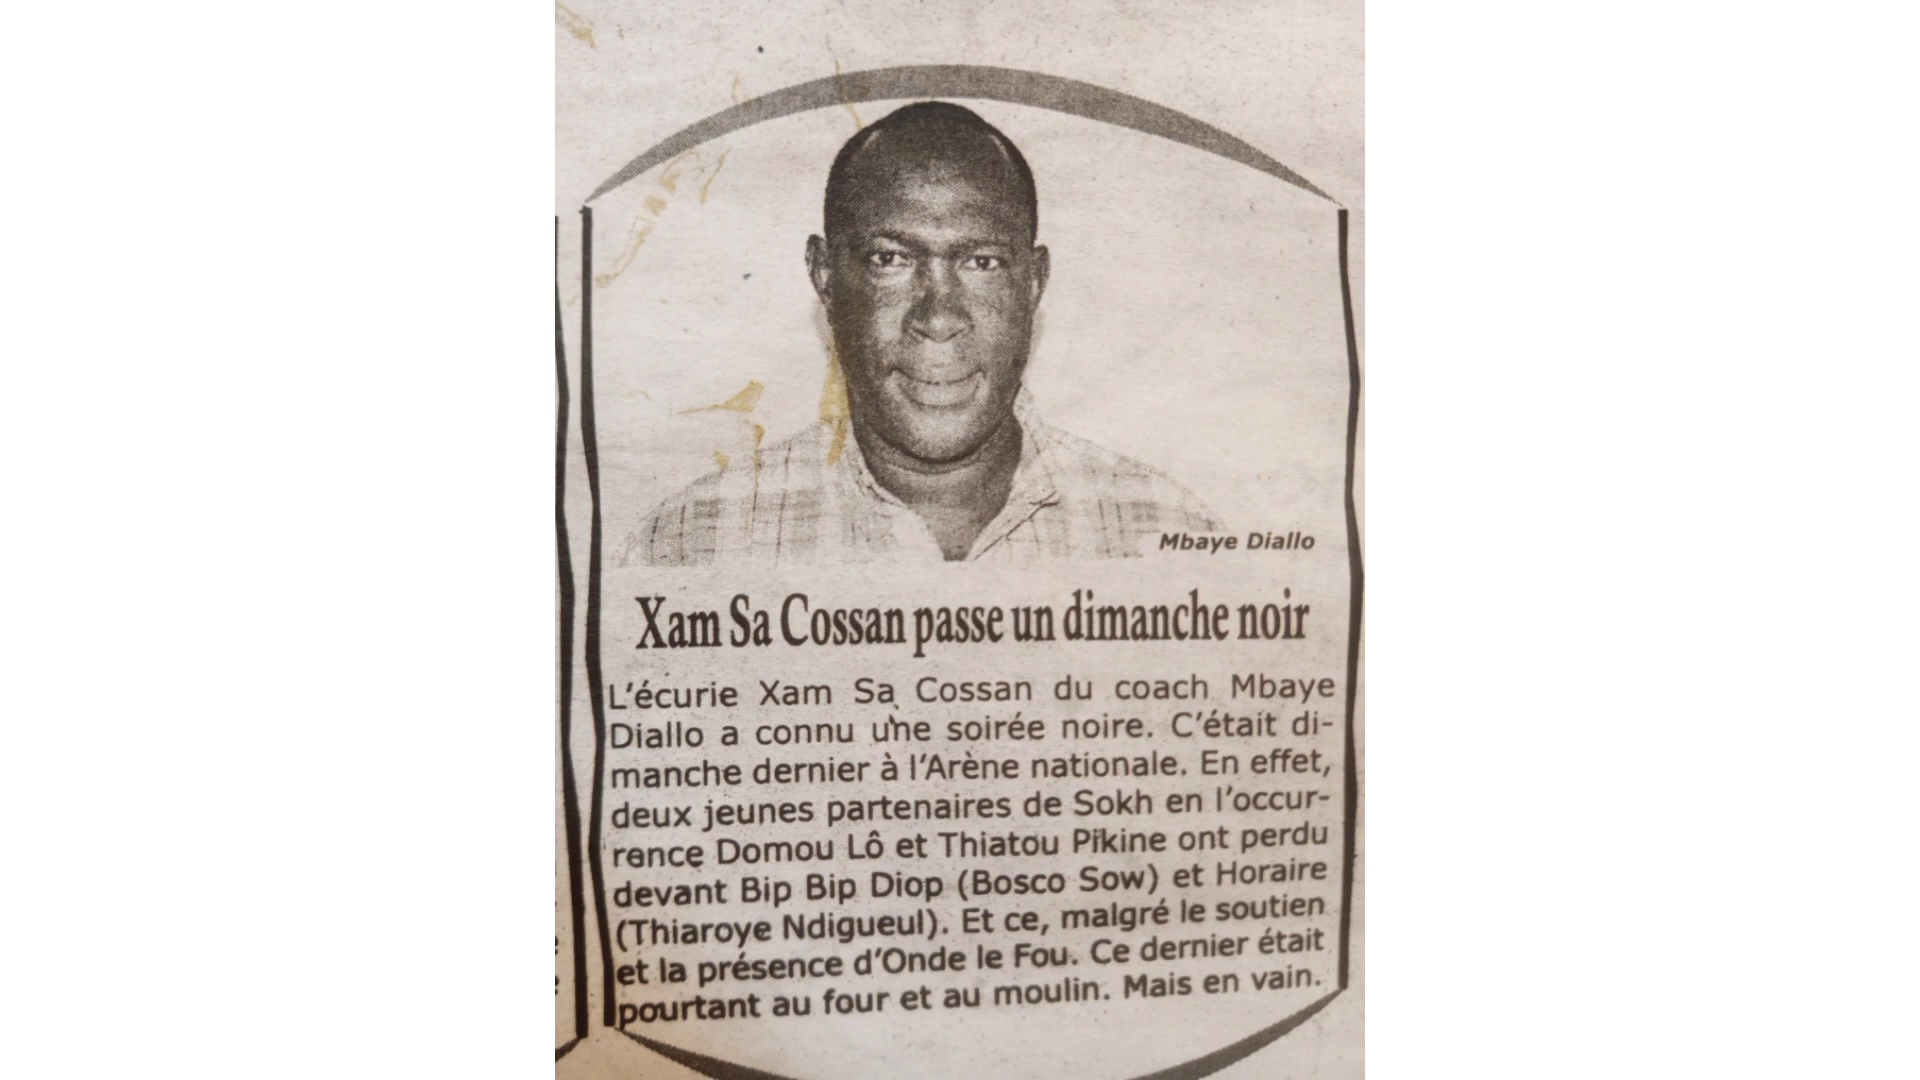 Mbaye Diallo
Xam Sa Cossan passe un dimanche noir
L'écurie Xam Sa Cossan du coach Mbaye
Diallo a connu une soirée noire. C'était di-
manche dernier à l'Arène nationale. En effet,
deux jeunes partenaires de Sokh en l'occur-
rence Domou Lô et Thiatou Pikine ont perdu
devant Bip Bip Diop (Bosco Sow) et Horaire
(Thiaroye Ndigueul). Et ce, malgré le soutien
et la présence d'Onde le Fou. Ce dernier était
pourtant au four et au moulin. Mais en vain.